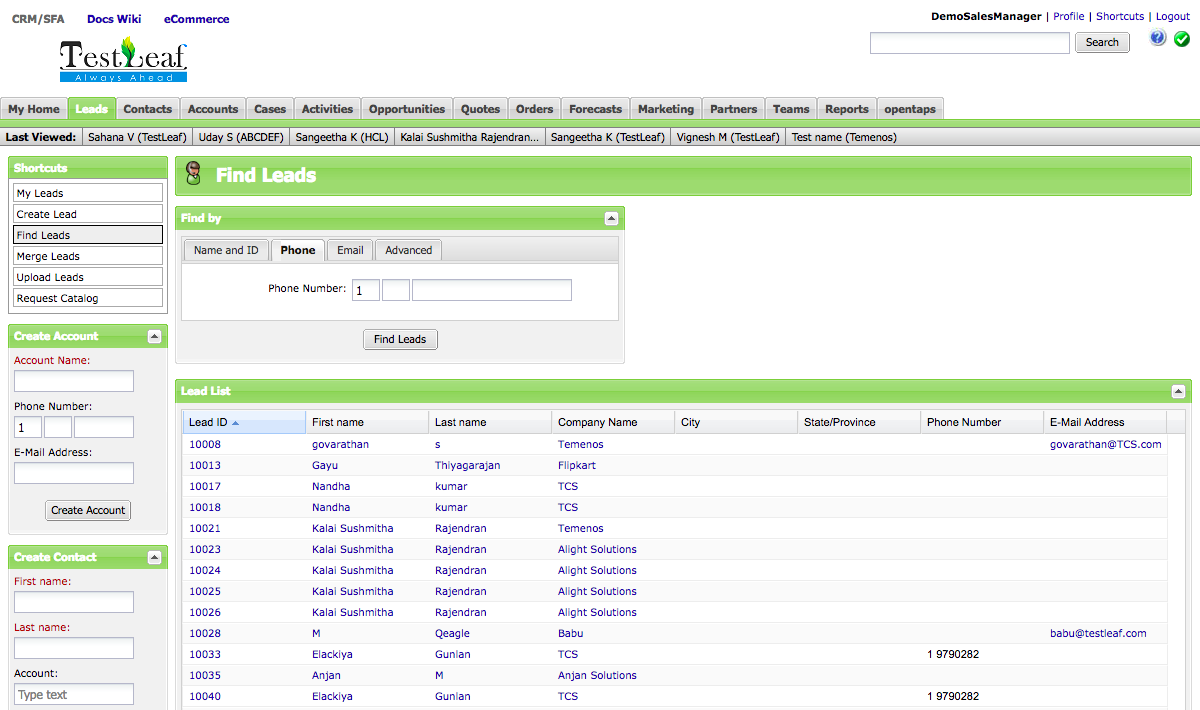 CRM/SFA Docs Wiki eCommerce
DemoSalesManager | Profile | Shortcuts | Logout
TestLeaf
Always Ahead
Search
?
My Home Leads Contacts Accounts Cases Activities Opportunities Quotes Orders Forecasts Marketing Partners Teams Reports opentaps
Last Viewed: Sahana V (TestLeaf) Uday S (ABCDEF) Sangeetha K (HCL) Kalai Sushmitha Rajendran... Sangeetha K (TestLeaf) Vignesh M (TestLeaf) Test name (Temenos)
Shortcuts
My Leads
Create Lead
Find Leads
Merge Leads
Upload Leads
Request Catalog
Create Account
Account Name:
Phone Number:
1
E-Mail Address:
Create Account
Create Contact
First name:
Last name:
Account:
Type text
Find Leads
Find by
Name and ID Phone Email Advanced
Phone Number: 1
Find Leads
Lead List
Lead ID First name Last name Company Name City State/Province Phone Number E-Mail Address
10008 govarathan s Temenos govarathan@TCS.com
10013 Gayu Thiyagarajan Flipkart
10017 Nandha kumar TCS
10018 Nandha kumar TCS
10021 Kalai Sushmitha Rajendran Temenos
10023 Kalai Sushmitha Rajendran Alight Solutions
10024 Kalai Sushmitha Rajendran Alight Solutions
10025 Kalai Sushmitha Rajendran Alight Solutions
10026 Kalai Sushmitha Rajendran Alight Solutions
10028 M Qeagle Babu babu@testleaf.com
10033 Elackiya Gunlan TCS 1 9790282
10035 Anjan M Anjan Solutions
10040 Elackiya Gunlan TCS 1 9790282